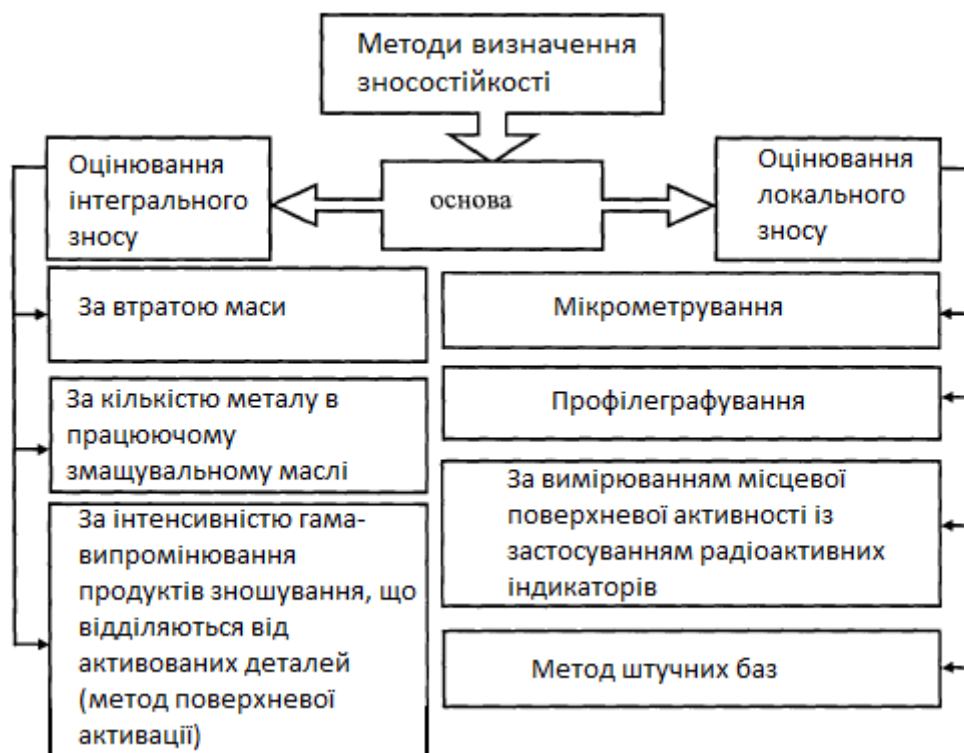 Методи визначення
зносостійкості
Оцінювання
інтегрального
зносу
основа
Оцінювання
локального
зносу
За втратою маси
За кількістю металу в
працюючому
змащувальному маслі
За інтенсивністю гама-
випромінювання
продуктів зношування, що
відділяються від
активованих деталей
(метод поверхневої
активації)
Мікрометрування
Профілеграфування
За вимірюванням місцевої
поверхневої активності із
застосуванням радіоактивних
індикаторів
Метод штучних баз